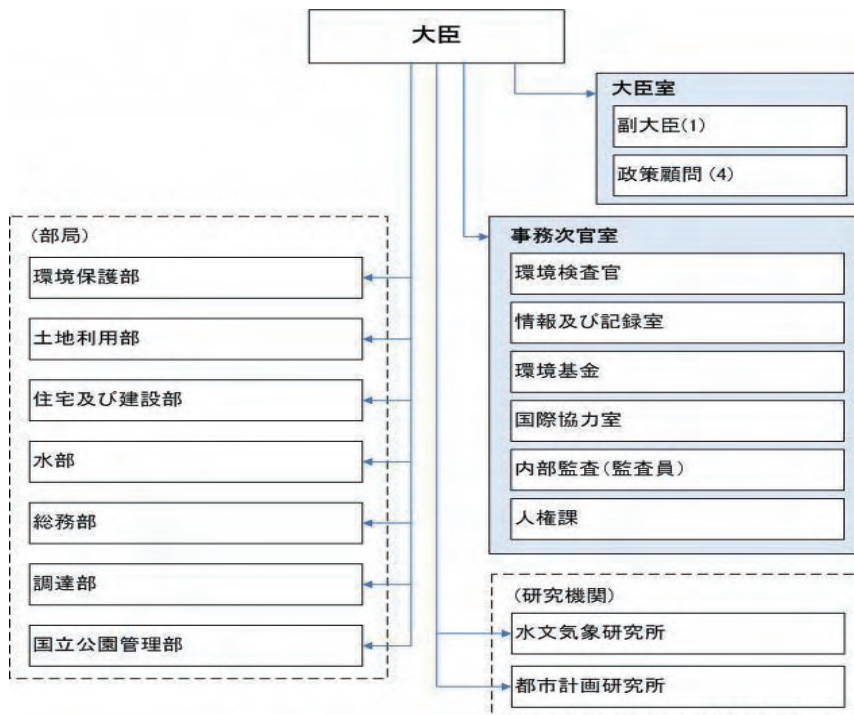 大臣
大臣室
副大臣(1)
政策顧問(4)
(部局)
環境保護部
土地利用部
住宅及び建設部
水部
総務部
調達部
国立公園管理部
事務次官室
環境検査官
情報及び記録室
環境基金
国際協力室
内部監査(監査員)
人権課
(研究機関)
水文気象研究所
都市計画研究所